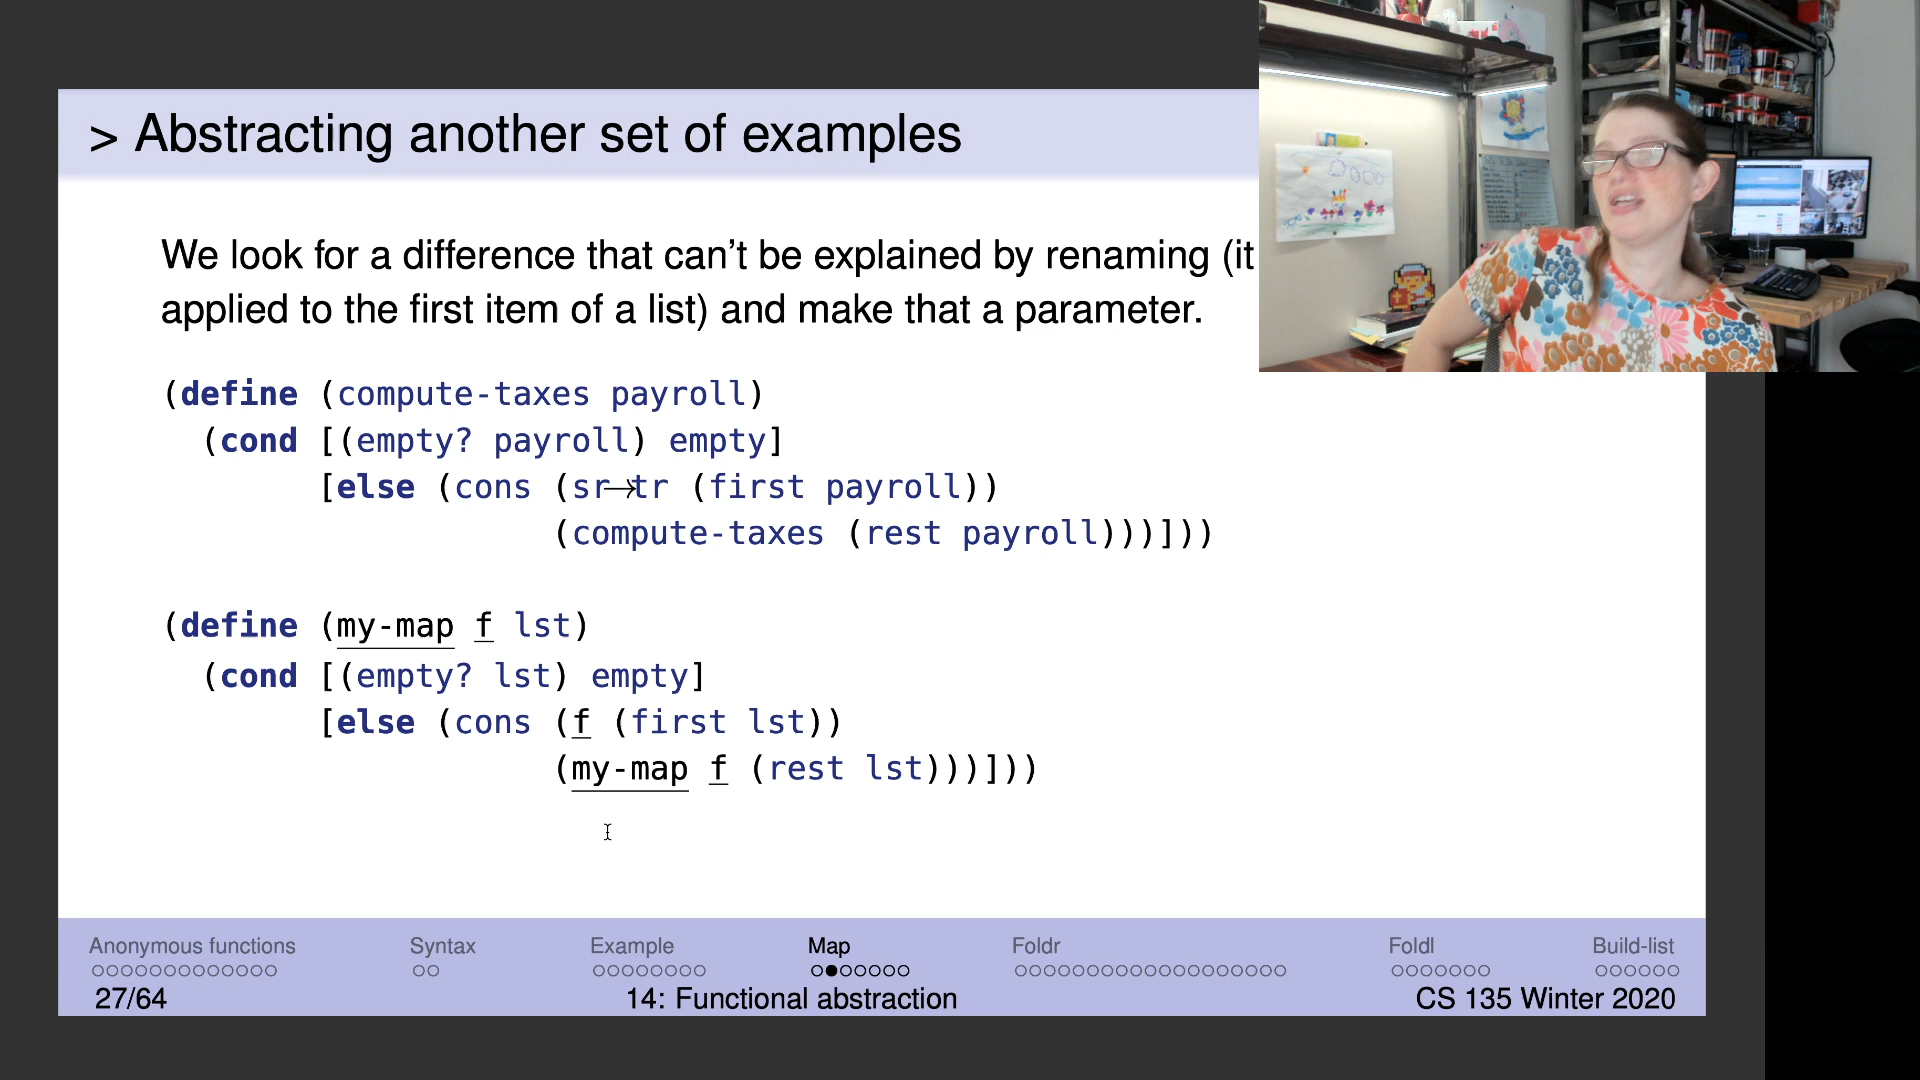 > Abstracting another set of examples
We look for a difference that can't be explained by renaming (it
applied to the first item of a list) and make that a parameter.
(define (compute-taxes payroll)
(cond [(empty? payroll) empty]
[else (cons (sr→tr (first payroll))
(compute-taxes (rest payroll)))]))
(define (my-map f lst)
(cond [(empty? lst) empty]
[else (cons (f (first lst))
(my-map f (rest lst)))]))
Anonymous functions Syntax Example Map Foldr Foldl Build-list
27/64 14: Functional abstraction CS 135 Winter 2020